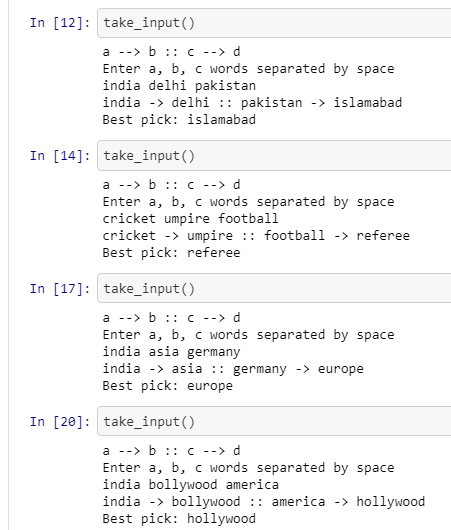 In [12]: take_input()
a --> b :: c --> d
Enter a, b, c words separated by space
india delhi pakistan
india -> delhi :: pakistan -> islamabad
Best pick: islamabad
In [14]: take_input()
a --> b :: c --> d
Enter a, b, c words separated by space
cricket umpire football
cricket -> umpire :: football -> referee
Best pick: referee
In [17]: take_input()
a --> b :: c --> d
Enter a, b, c words separated by space
india asia germany
india -> asia :: germany -> europe
Best pick: europe
In [20]: take_input()
a --> b :: c --> d
Enter a, b, c words separated by space
india bollywood america
india -> bollywood :: america -> hollywood
Best pick: hollywood